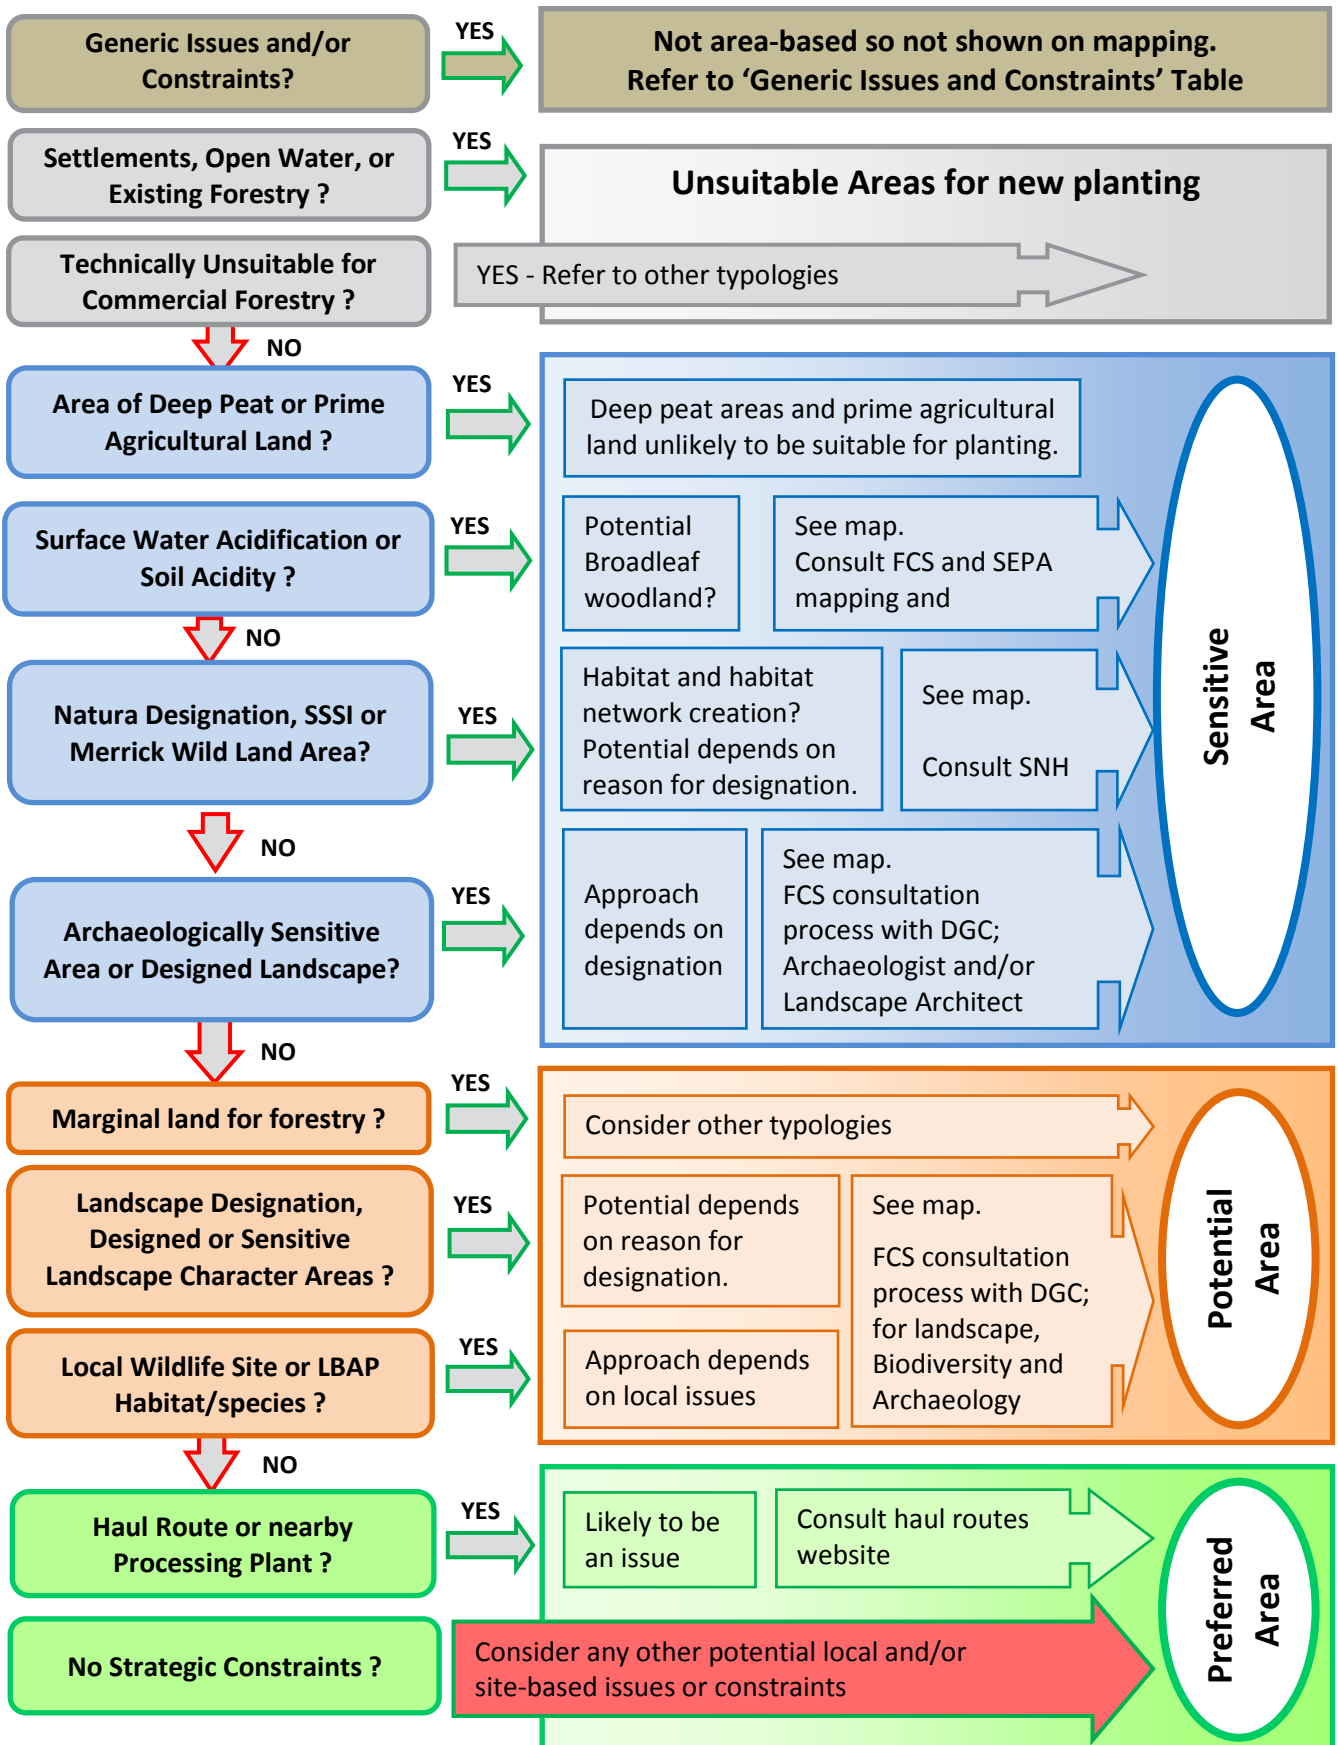 Generic Issues and/or
Constraints?
YES
Not area-based so not shown on mapping.
Refer to ‘Generic Issues and Constraints’ Table
Settlements, Open Water, or
Existing Forestry ?
YES
Unsuitable Areas for new planting
Technically Unsuitable for
Commercial Forestry ?
YES - Refer to other typologies
NO
Area of Deep Peat or Prime
Agricultural Land ?
YES
Deep peat areas and prime agricultural
land unlikely to be suitable for planting.
Surface Water Acidification or
Soil Acidity ?
YES
Potential
Broadleaf
woodland?
See map.
Consult FCS and SEPA
mapping and
NO
Natura Designation, SSSI or
Merrick Wild Land Area?
YES
Habitat and habitat
network creation?
Potential depends on
reason for designation.
See map.
Consult SNH
Sensitive
Area
NO
Archaeologically Sensitive
Area or Designed Landscape?
YES
Approach
depends on
designation
See map.
FCS consultation
process with DGC;
Archaeologist and/or
Landscape Architect
NO
Marginal land for forestry ?
YES
Consider other typologies
Landscape Designation,
Designed or Sensitive
Landscape Character Areas ?
YES
Potential depends
on reason for
designation.
See map.
FCS consultation
process with DGC;
for landscape,
Biodiversity and
Archaeology
Potential
Area
Local Wildlife Site or LBAP
Habitat/species ?
YES
Approach depends
on local issues
NO
Haul Route or nearby
Processing Plant ?
YES
Likely to be
an issue
Consult haul routes
website
Preferred
Area
No Strategic Constraints ?
Consider any other potential local and/or
site-based issues or constraints